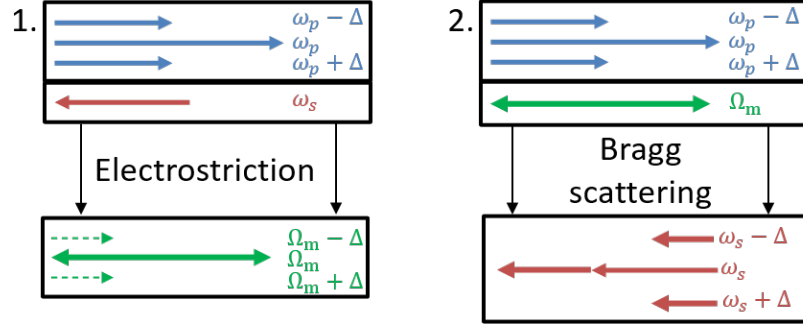 1.
ωₚ − Δ
ωₚ
ωₚ + Δ
ωₛ
Electrostriction
Ωₘ − Δ
Ωₘ
Ωₘ + Δ
2.
ωₚ − Δ
ωₚ
ωₚ + Δ
Ωₘ
Bragg
scattering
ωₛ − Δ
ωₛ
ωₛ + Δ